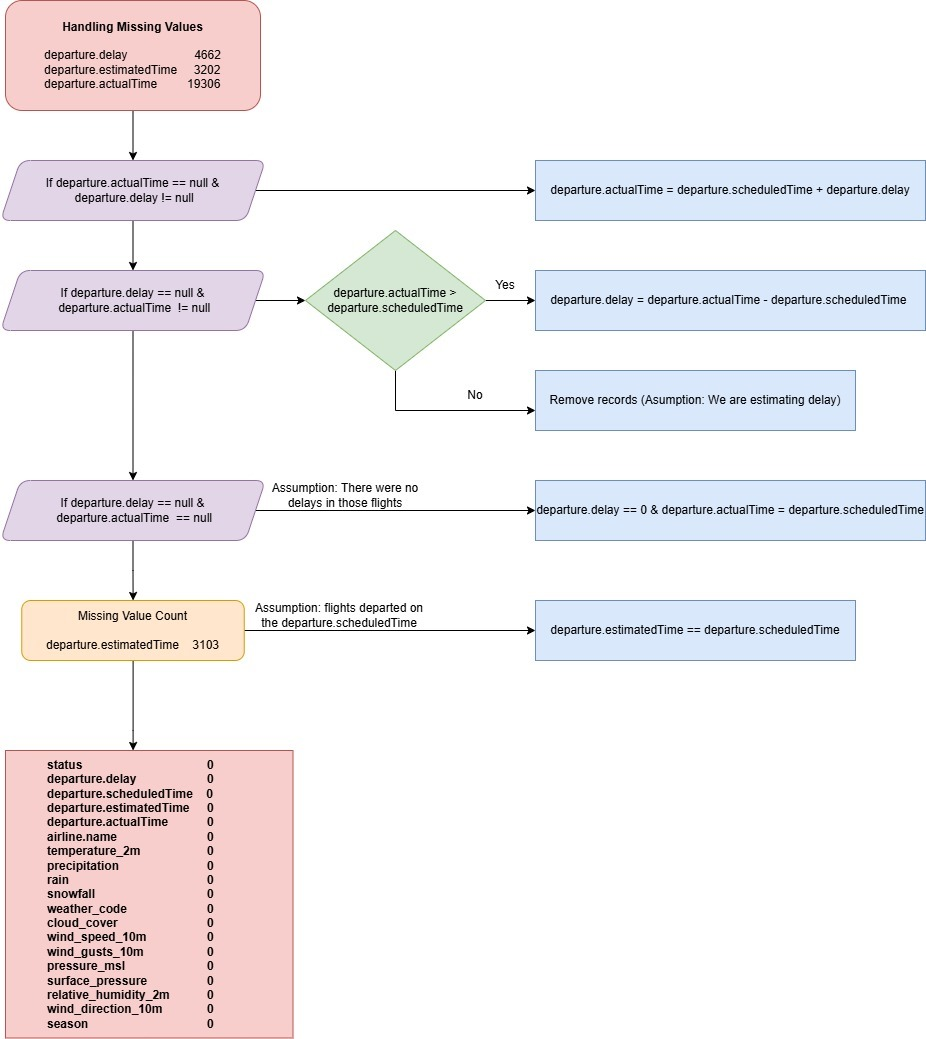 Handling Missing Values
departure.delay 4662
departure.estimatedTime 3202
departure.actualTime 19306
If departure.actualTime == null &
departure.delay != null
departure.actualTime = departure.scheduledTime + departure.delay
If departure.delay == null &
departure.actualTime != null
departure.actualTime >
departure.scheduledTime
Yes
departure.delay = departure.actualTime - departure.scheduledTime
No
Remove records (Asumption: We are estimating delay)
If departure.delay == null &
departure.actualTime == null
Assumption: There were no
delays in those flights
departure.delay == 0 & departure.actualTime = departure.scheduledTime
Missing Value Count
departure.estimatedTime 3103
Assumption: flights departed on
the departure.scheduledTime
departure.estimatedTime == departure.scheduledTime
status 0
departure.delay 0
departure.scheduledTime 0
departure.estimatedTime 0
departure.actualTime 0
airline.name 0
temperature_2m 0
precipitation 0
rain 0
snowfall 0
weather_code 0
cloud_cover 0
wind_speed_10m 0
wind_gusts_10m 0
pressure_msl 0
surface_pressure 0
relative_humidity_2m 0
wind_direction_10m 0
season 0